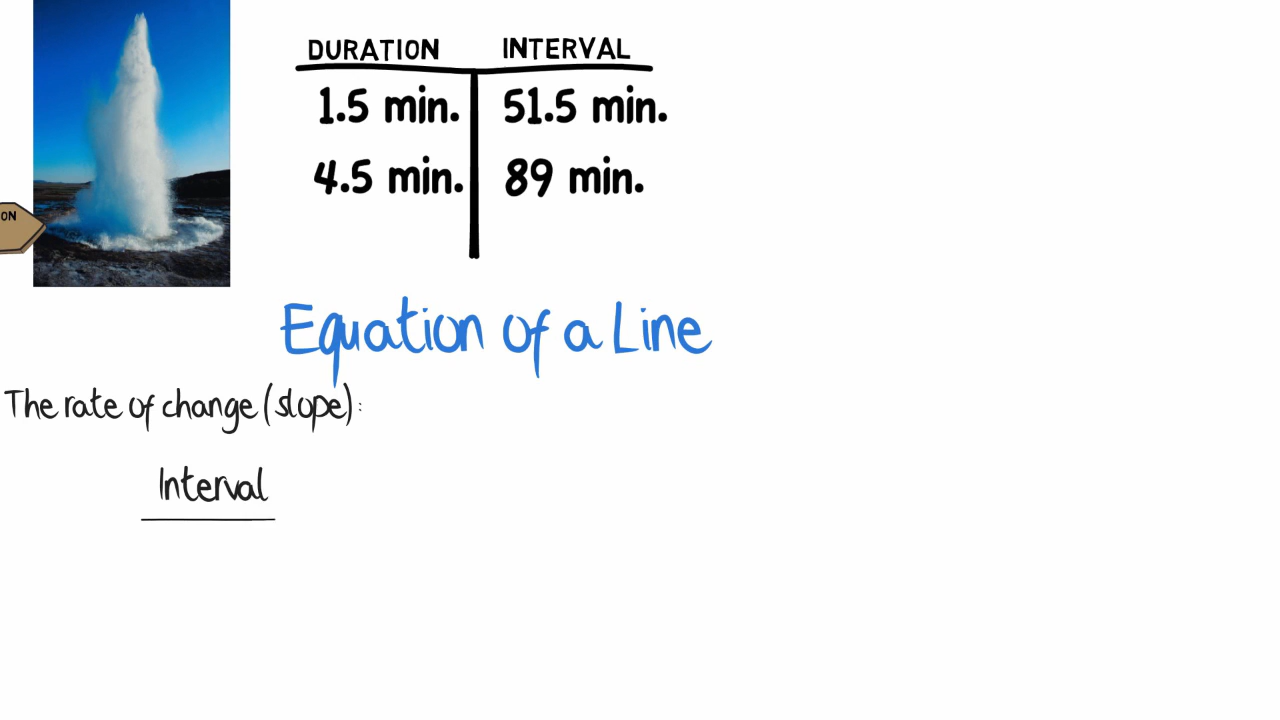 DURATION INTERVAL
1.5 min. 51.5 min.
4.5 min. 89 min.
ON
Equation of a Line
The rate of change (slope):
Interval